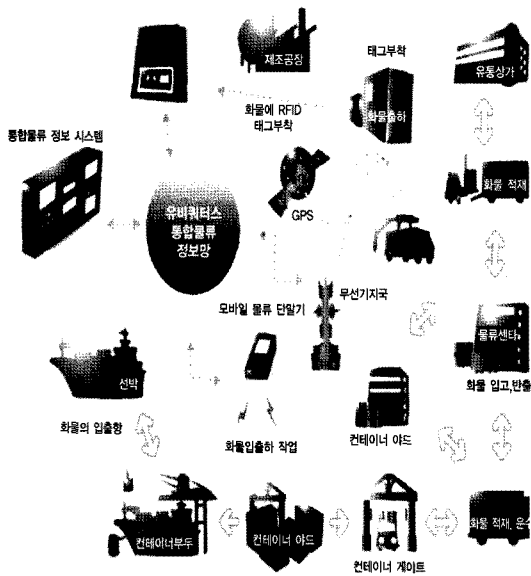 제조공장
태그부착
유통상가
화물에 RFID
태그부착
화물출하
통합물류 정보 시스템
화물 적재
유비쿼터스
통합물류
정보망
GPS
무선기지국
모바일 물류 단말기
물류센타
선박
화물 입고,반출
화물의 입출항
화물입출하 작업
컨테이너 야드
컨테이너부두
컨테이너 야드
컨테이너 게이트
화물 적재, 운송